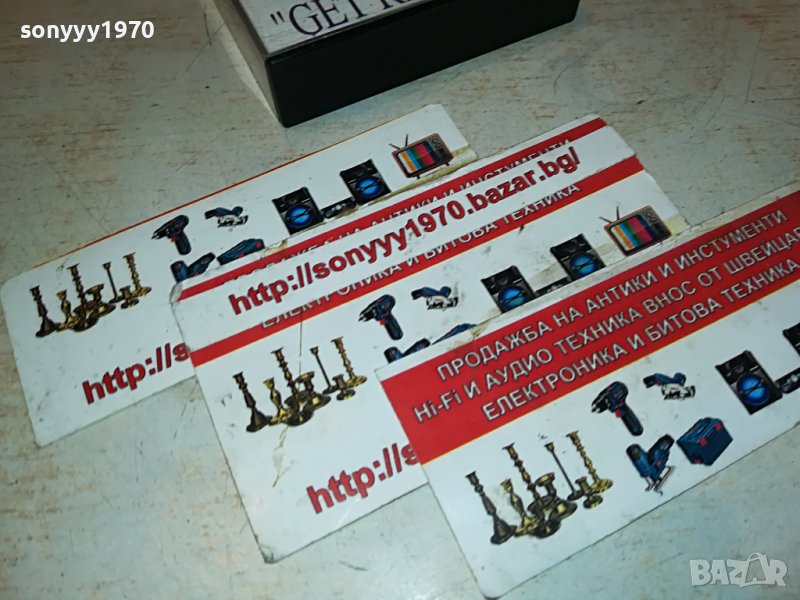 sonyyy1970
"GET
http://s
http://sonyyy1970.bazar.bg/
ЕЛЕКТРОНИКА И БИТОВА ТЕХНИКА
http://s
ПРОДАЖБА НА АНТИКИ И ИНСТУМЕНТИ
Hi-Fi И АУДИО ТЕХНИКА ВНОС ОТ ШВЕЙЦАР
ЕЛЕКТРОНИКА И БИТОВА ТЕХНИКА
BAZAR